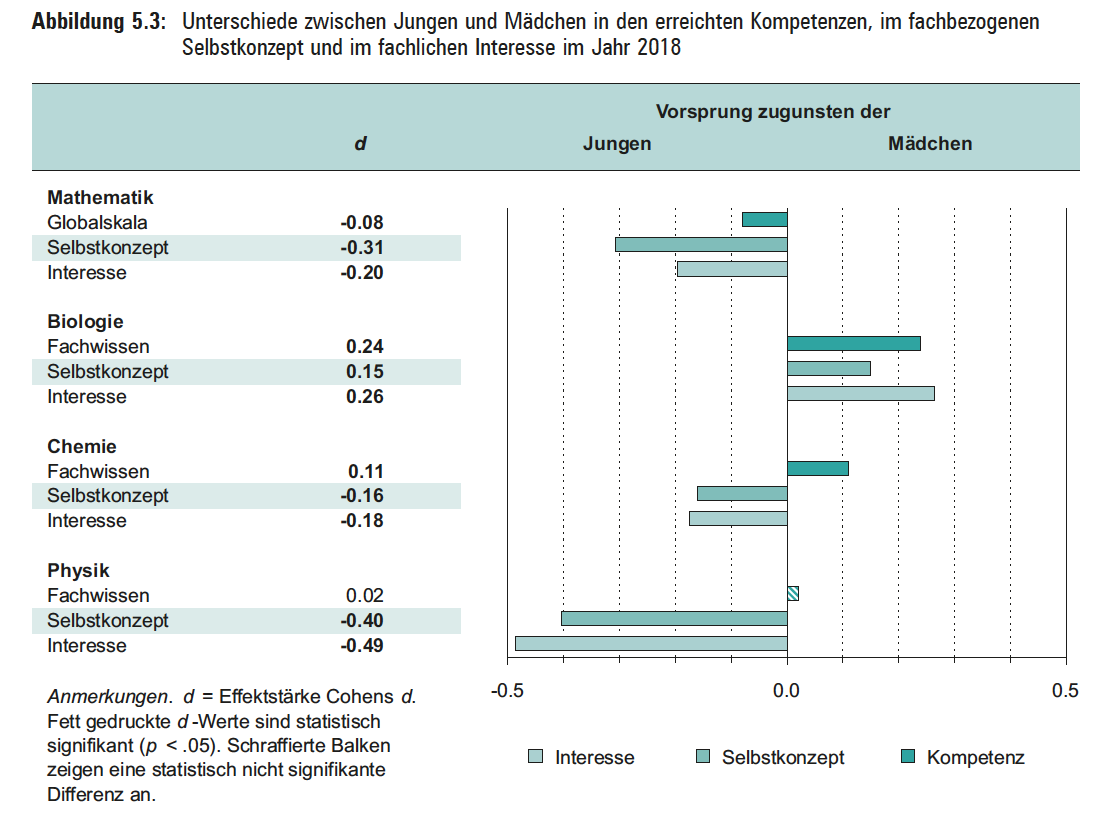 Abbildung 5.3: Unterschiede zwischen Jungen und Mädchen in den erreichten Kompetenzen, im fachbezogenen
Selbstkonzept und im fachlichen Interesse im Jahr 2018
Vorsprung zugunsten der
d Jungen Mädchen
Mathematik
Globalskala -0.08
Selbstkonzept -0.31
Interesse -0.20
Biologie
Fachwissen 0.24
Selbstkonzept 0.15
Interesse 0.26
Chemie
Fachwissen 0.11
Selbstkonzept -0.16
Interesse -0.18
Physik
Fachwissen 0.02
Selbstkonzept -0.40
Interesse -0.49
-0.5 0.0 0.5
Anmerkungen. d = Effektstärke Cohens d.
Fett gedruckte d-Werte sind statistisch
signifikant (p < .05). Schraffierte Balken
zeigen eine statistisch nicht signifikante
Differenz an.
Interesse Selbstkonzept Kompetenz